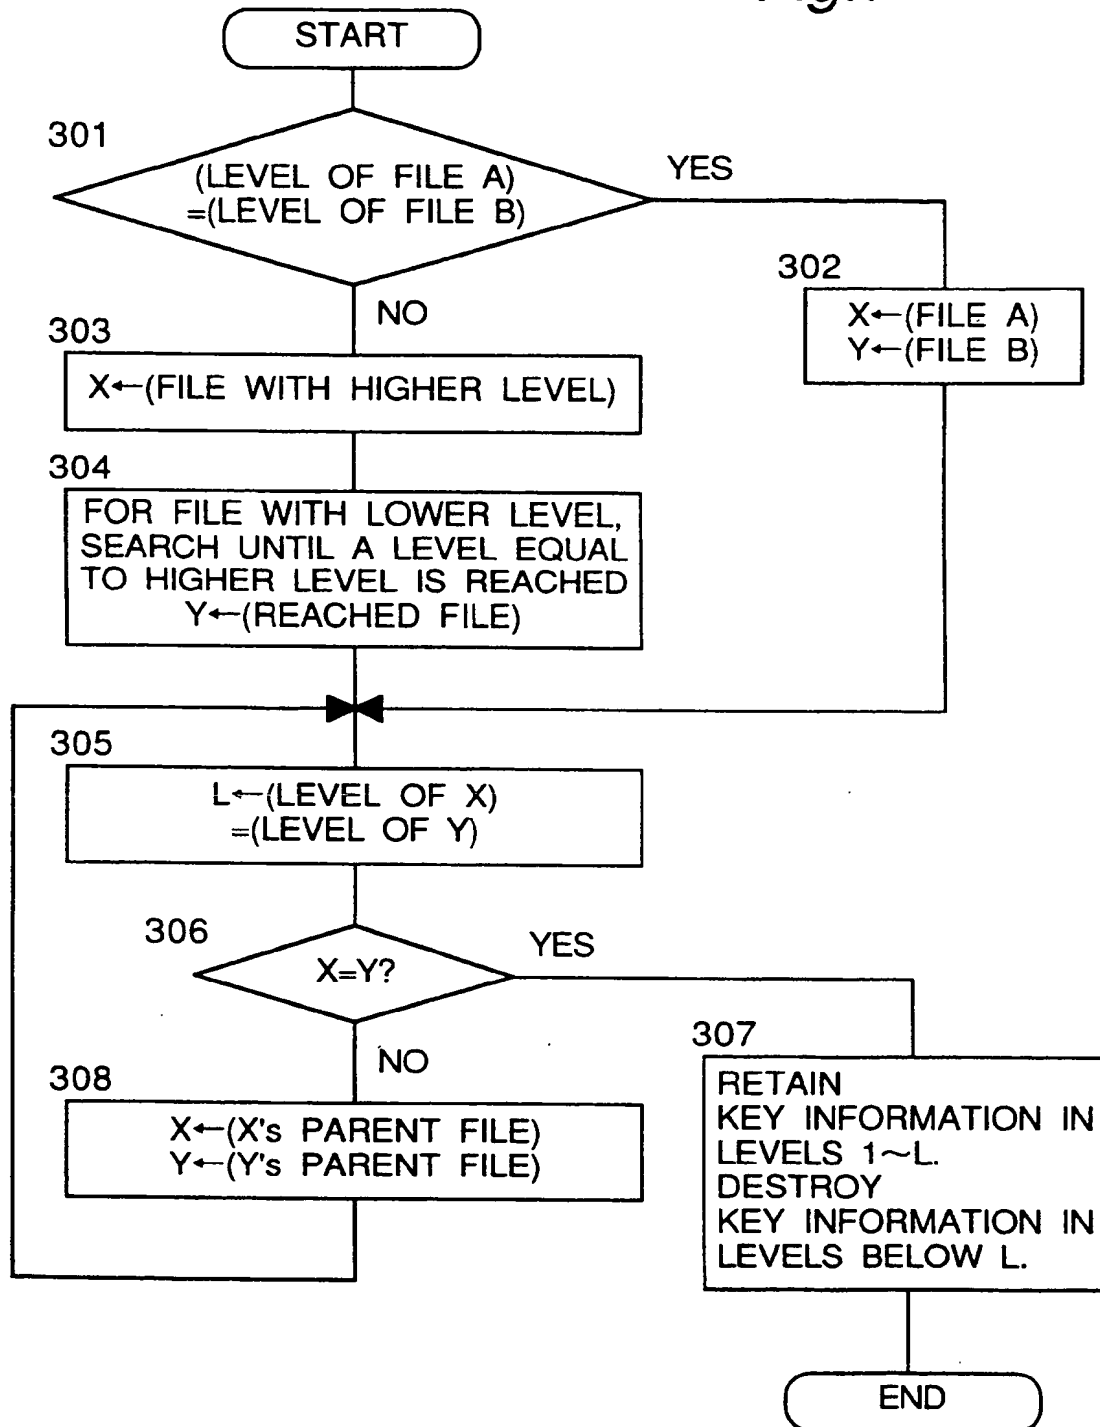 START
301
(LEVEL OF FILE A)
=(LEVEL OF FILE B)
YES
302
X←(FILE A)
Y←(FILE B)
NO
303
X←(FILE WITH HIGHER LEVEL)
304
FOR FILE WITH LOWER LEVEL,
SEARCH UNTIL A LEVEL EQUAL
TO HIGHER LEVEL IS REACHED
Y←(REACHED FILE)
305
L←(LEVEL OF X)
=(LEVEL OF Y)
306
X=Y?
YES
307
RETAIN
KEY INFORMATION IN
LEVELS 1~L.
DESTROY
KEY INFORMATION IN
LEVELS BELOW L.
NO
308
X←(X's PARENT FILE)
Y←(Y's PARENT FILE)
END